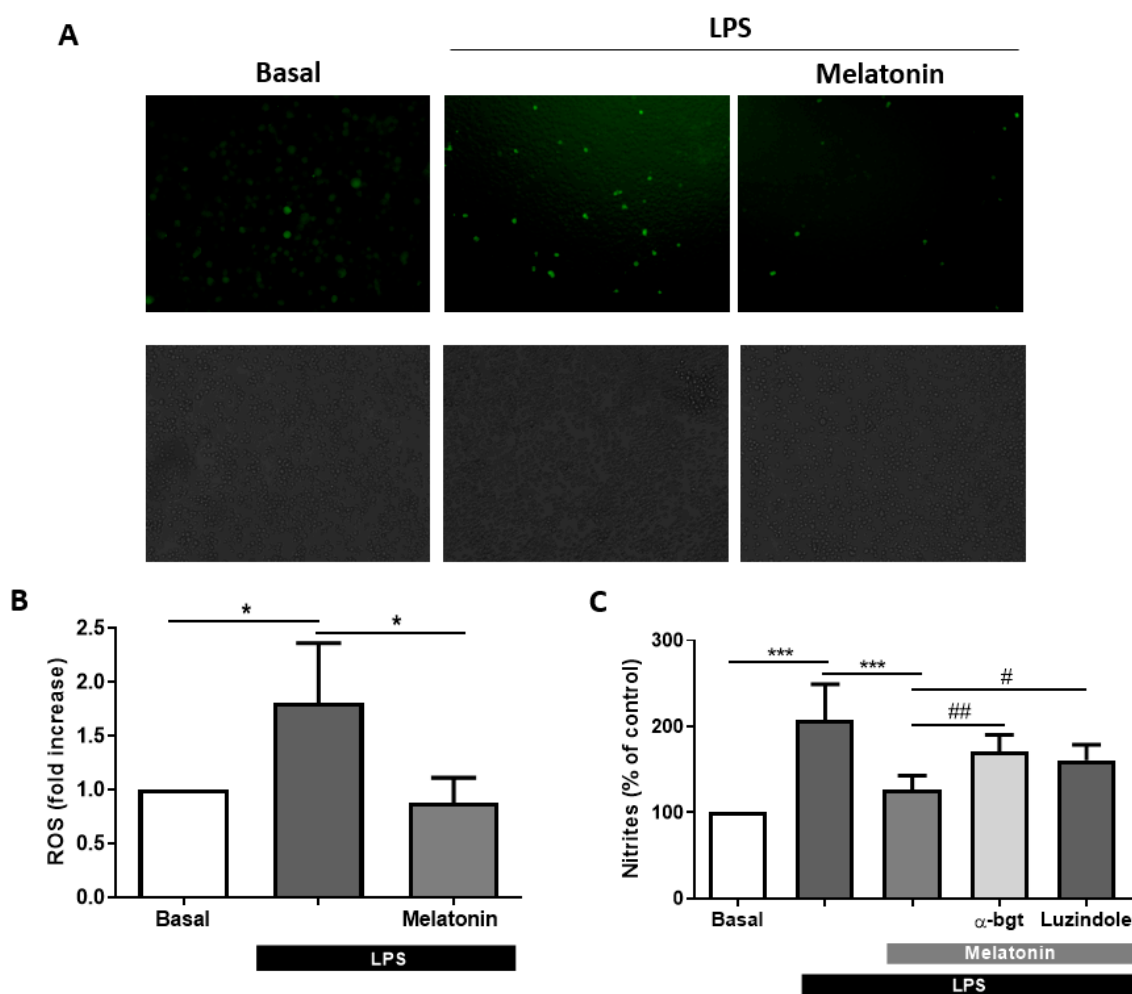 A
LPS
Basal
Melatonin
B
*
*
ROS (fold increase)
2.5
2.0
1.5
1.0
0.5
0.0
Basal
Melatonin
LPS
C
***
***
#
##
Nitrites (% of control)
300
200
100
0
Basal
α-bgt
Luzindole
Melatonin
LPS